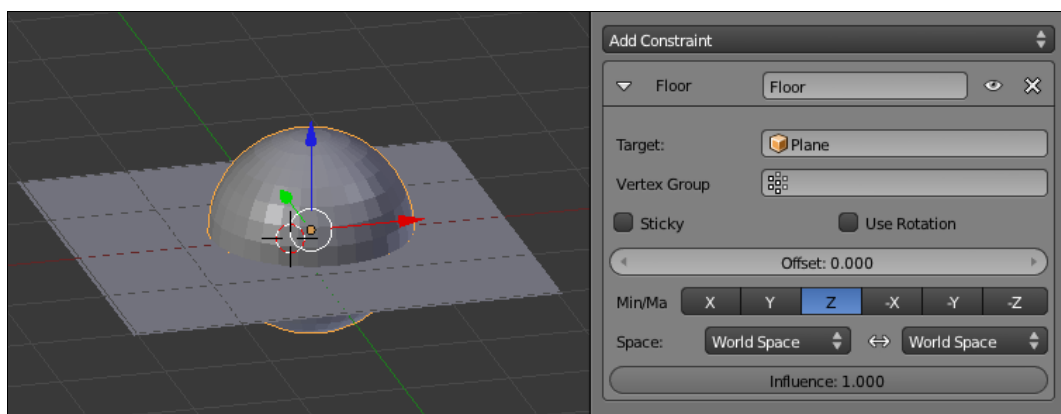 Add Constraint
Floor Floor
Target: Plane
Vertex Group
Sticky Use Rotation
Offset: 0.000
Min/Ma X Y Z -X -Y -Z
Space: World Space World Space
Influence: 1.000